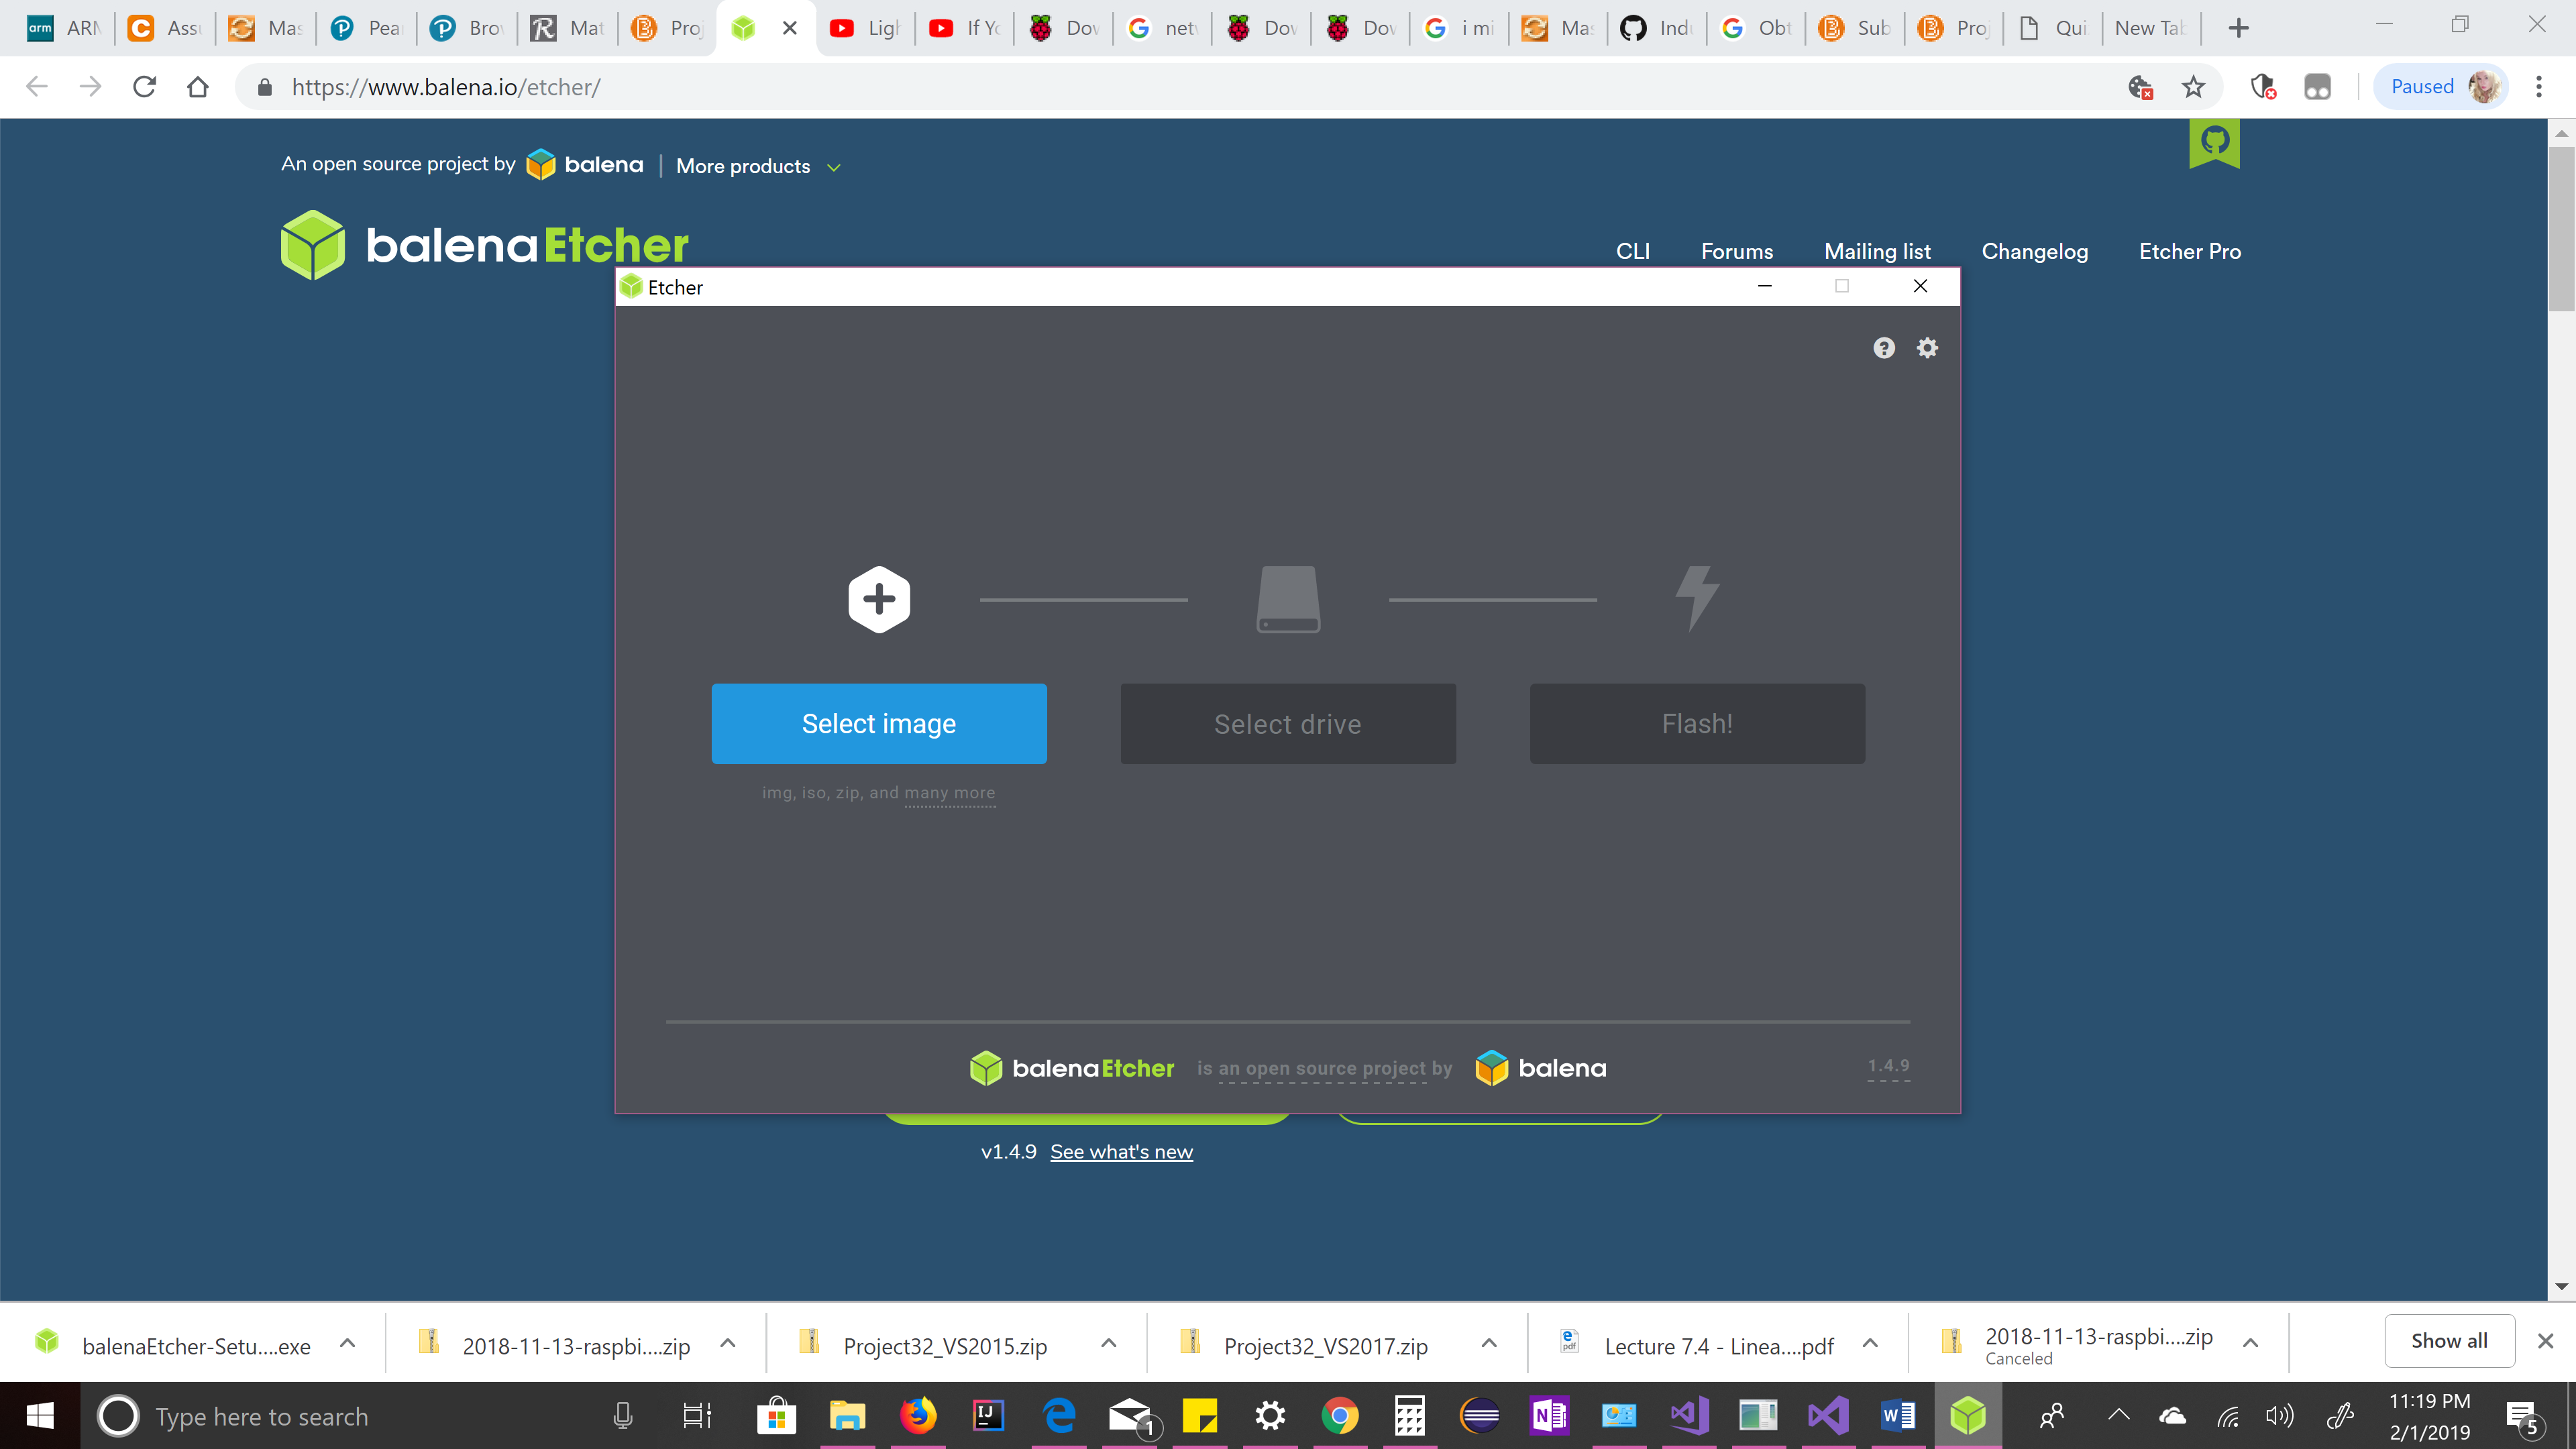 arm ARM
Ass
Mas
Pea
Bro
R Mat
Proj
Ligh
If Yo
Dov
netw
Dov
Dov
i mi
Mas
Indu
Obt
Sub
Proj
Qui
New Tab
https://www.balena.io/etcher/
Paused
An open source project by balena | More products
balenaEtcher
CLI Forums Mailing list Changelog Etcher Pro
Etcher
Select image
Select drive
Flash!
img, iso, zip, and many more
balenaEtcher is an open source project by balena 1.4.9
v1.4.9 See what's new
balenaEtcher-Setu....exe
2018-11-13-raspbi....zip
Project32_VS2015.zip
Project32_VS2017.zip
Lecture 7.4 - Linea....pdf
2018-11-13-raspbi....zip
Canceled
Show all
Type here to search
1
11:19 PM
2/1/2019
5